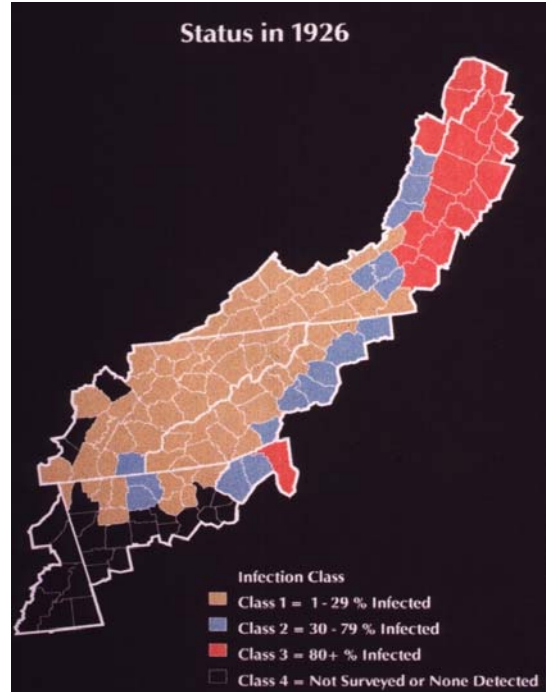 Status in 1926
Infection Class
Class 1 = 1 - 29 % Infected
Class 2 = 30 - 79 % Infected
Class 3 = 80+ % Infected
Class 4 = Not Surveyed or None Detected